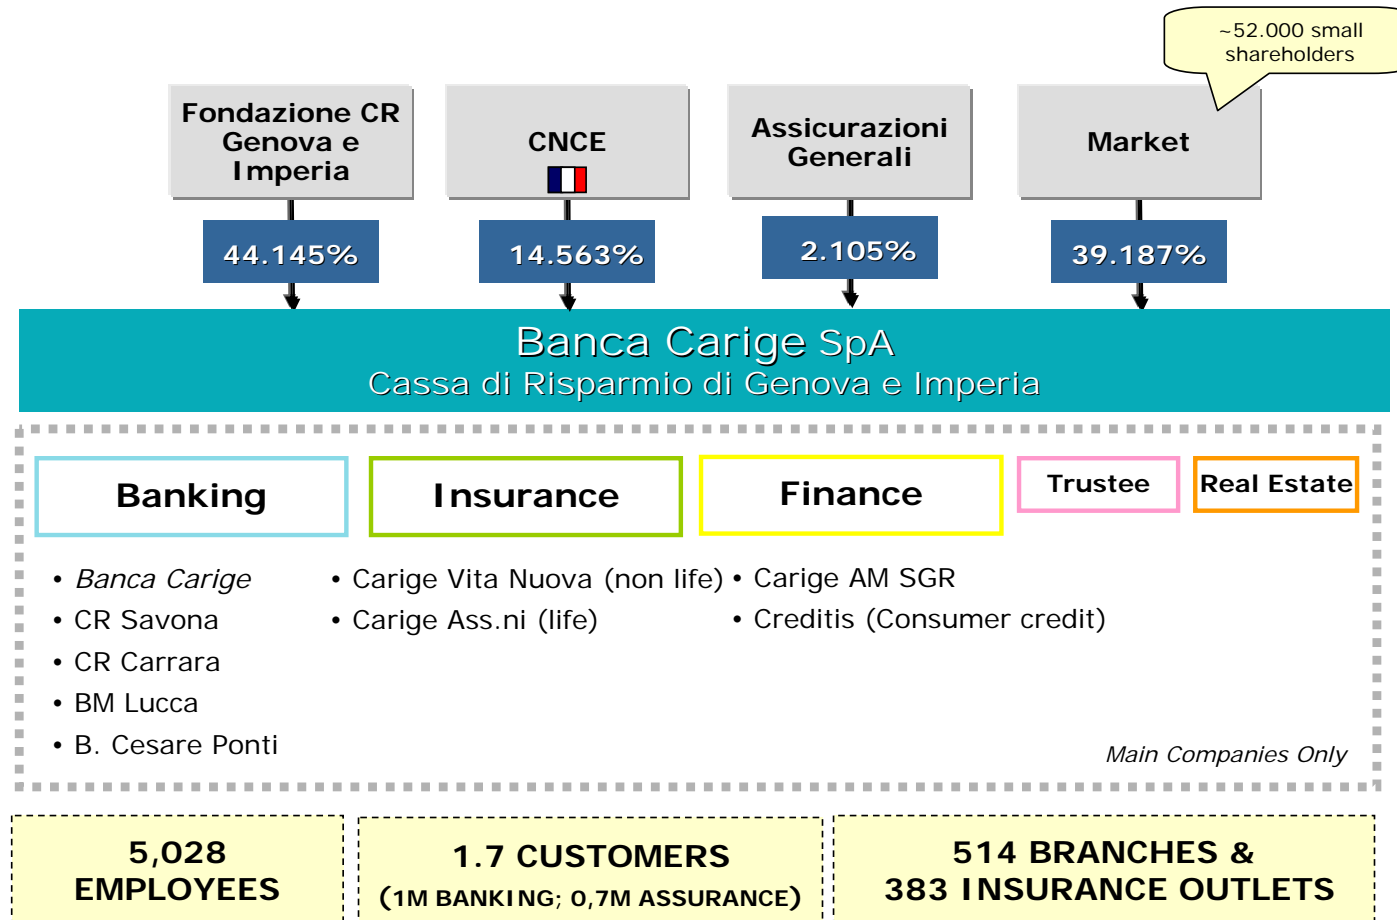 ~52.000 small
shareholders
Fondazione CR
Genova e
Imperia
CNCE
Assicurazioni
Generali
Market
44.145%
14.563%
2.105%
39.187%
Banca Carige SpA
Cassa di Risparmio di Genova e Imperia
Banking
Insurance
Finance
Trustee
Real Estate
• Banca Carige
• CR Savona
• CR Carrara
• BM Lucca
• B. Cesare Ponti
• Carige Vita Nuova (non life)
• Carige Ass.ni (life)
• Carige AM SGR
• Creditis (Consumer credit)
Main Companies Only
5,028
EMPLOYEES
1.7 CUSTOMERS
(1M BANKING; 0,7M ASSURANCE)
514 BRANCHES &
383 INSURANCE OUTLETS